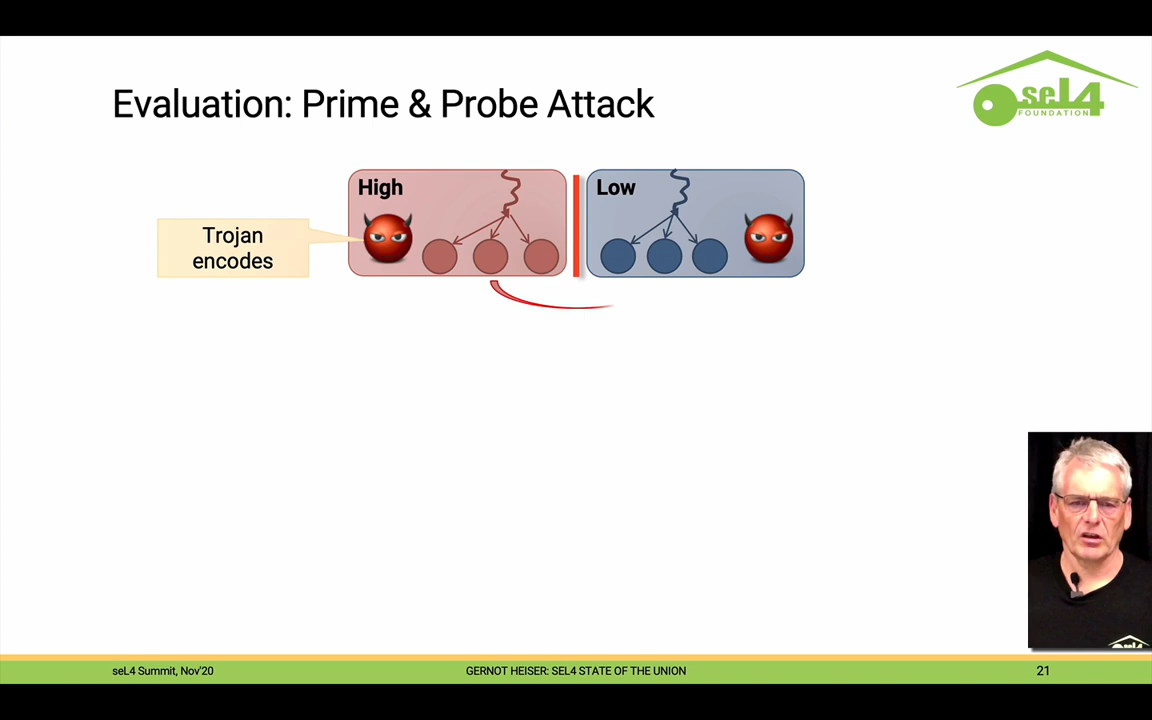 Evaluation: Prime & Probe Attack
seL4
FOUNDATION
High
Low
Trojan
encodes
seL4 Summit, Nov'20
GERNOT HEISER: SEL4 STATE OF THE UNION
21